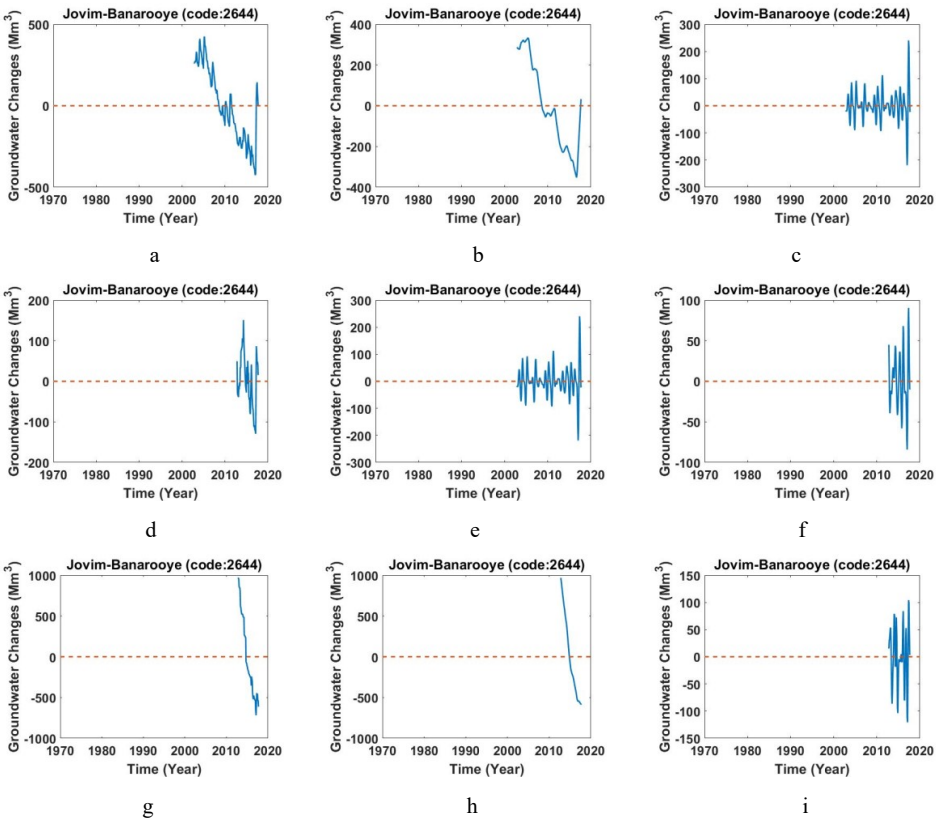 Jovim-Banarooye (code:2644)
Groundwater Changes (Mm³)
500
0
-500
1970 1980 1990 2000 2010 2020
Time (Year)
a
Jovim-Banarooye (code:2644)
Groundwater Changes (Mm³)
400
200
0
-200
-400
1970 1980 1990 2000 2010 2020
Time (Year)
b
Jovim-Banarooye (code:2644)
Groundwater Changes (Mm³)
300
200
100
0
-100
-200
-300
1970 1980 1990 2000 2010 2020
Time (Year)
c
Jovim-Banarooye (code:2644)
Groundwater Changes (Mm³)
200
100
0
-100
-200
1970 1980 1990 2000 2010 2020
Time (Year)
d
Jovim-Banarooye (code:2644)
Groundwater Changes (Mm³)
300
200
100
0
-100
-200
-300
1970 1980 1990 2000 2010 2020
Time (Year)
e
Jovim-Banarooye (code:2644)
Groundwater Changes (Mm³)
100
50
0
-50
-100
1970 1980 1990 2000 2010 2020
Time (Year)
f
Jovim-Banarooye (code:2644)
Groundwater Changes (Mm³)
1000
500
0
-500
-1000
1970 1980 1990 2000 2010 2020
Time (Year)
g
Jovim-Banarooye (code:2644)
Groundwater Changes (Mm³)
1000
500
0
-500
-1000
1970 1980 1990 2000 2010 2020
Time (Year)
h
Jovim-Banarooye (code:2644)
Groundwater Changes (Mm³)
150
100
50
0
-50
-100
-150
1970 1980 1990 2000 2010 2020
Time (Year)
i